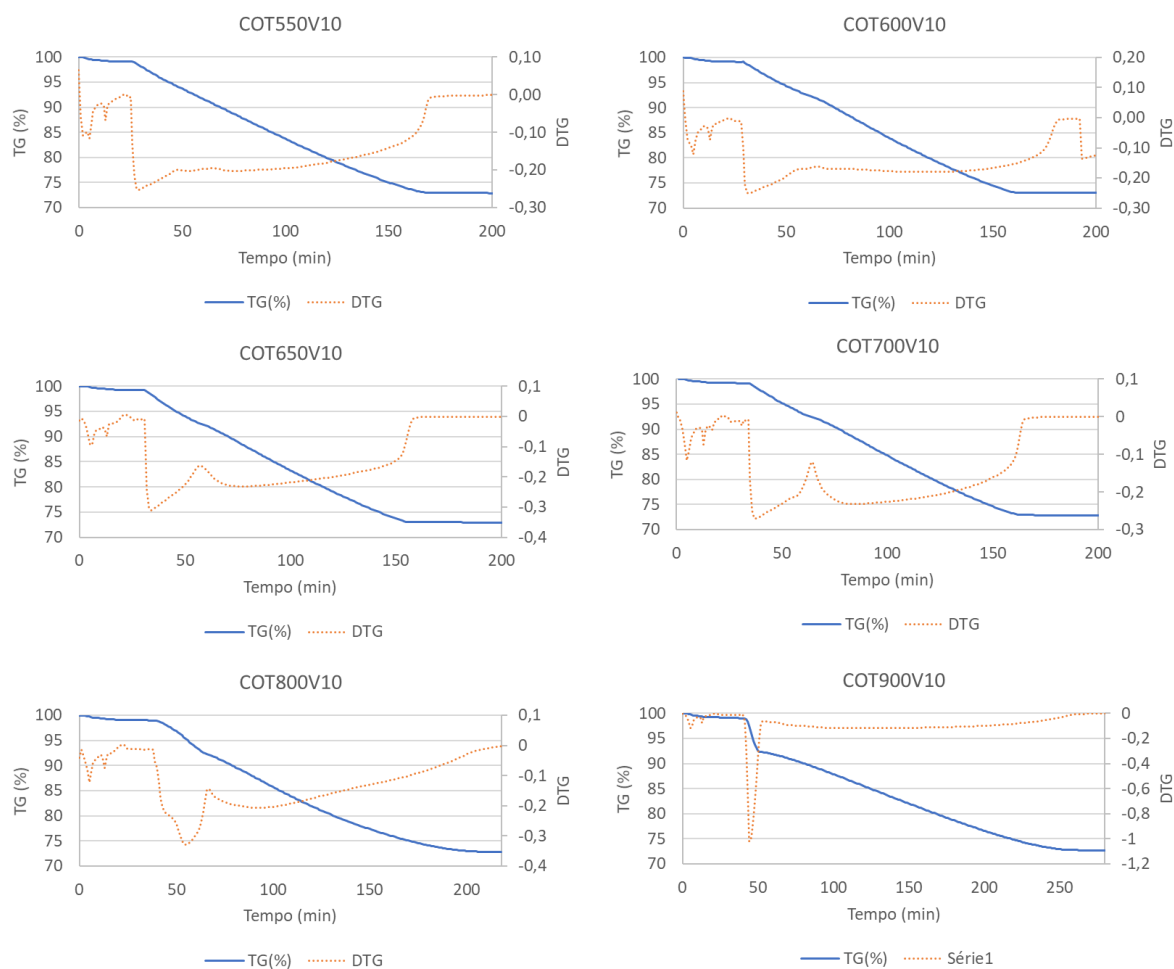 COT550V10
100
95
90
85
80
75
70
TG (%)
0,10
0,00
-0,10
-0,20
-0,30
DTG
0 50 100 150 200
Tempo (min)
TG(%) DTG
COT600V10
100
95
90
85
80
75
70
TG (%)
0,20
0,10
0,00
-0,10
-0,20
-0,30
DTG
0 50 100 150 200
Tempo (min)
TG(%) DTG
COT650V10
100
95
90
85
80
75
70
TG (%)
0,1
0
-0,1
-0,2
-0,3
-0,4
DTG
0 50 100 150 200
Tempo (min)
TG(%) DTG
COT700V10
100
95
90
85
80
75
70
TG (%)
0,1
0
-0,1
-0,2
-0,3
DTG
0 50 100 150 200
Tempo (min)
TG(%) DTG
COT800V10
100
95
90
85
80
75
70
TG (%)
0,1
0
-0,1
-0,2
-0,3
-0,4
DTG
0 50 100 150 200
Tempo (min)
TG(%) DTG
COT900V10
100
95
90
85
80
75
70
TG (%)
0
-0,2
-0,4
-0,6
-0,8
-1
-1,2
DTG
0 50 100 150 200 250
Tempo (min)
TG(%) Série1